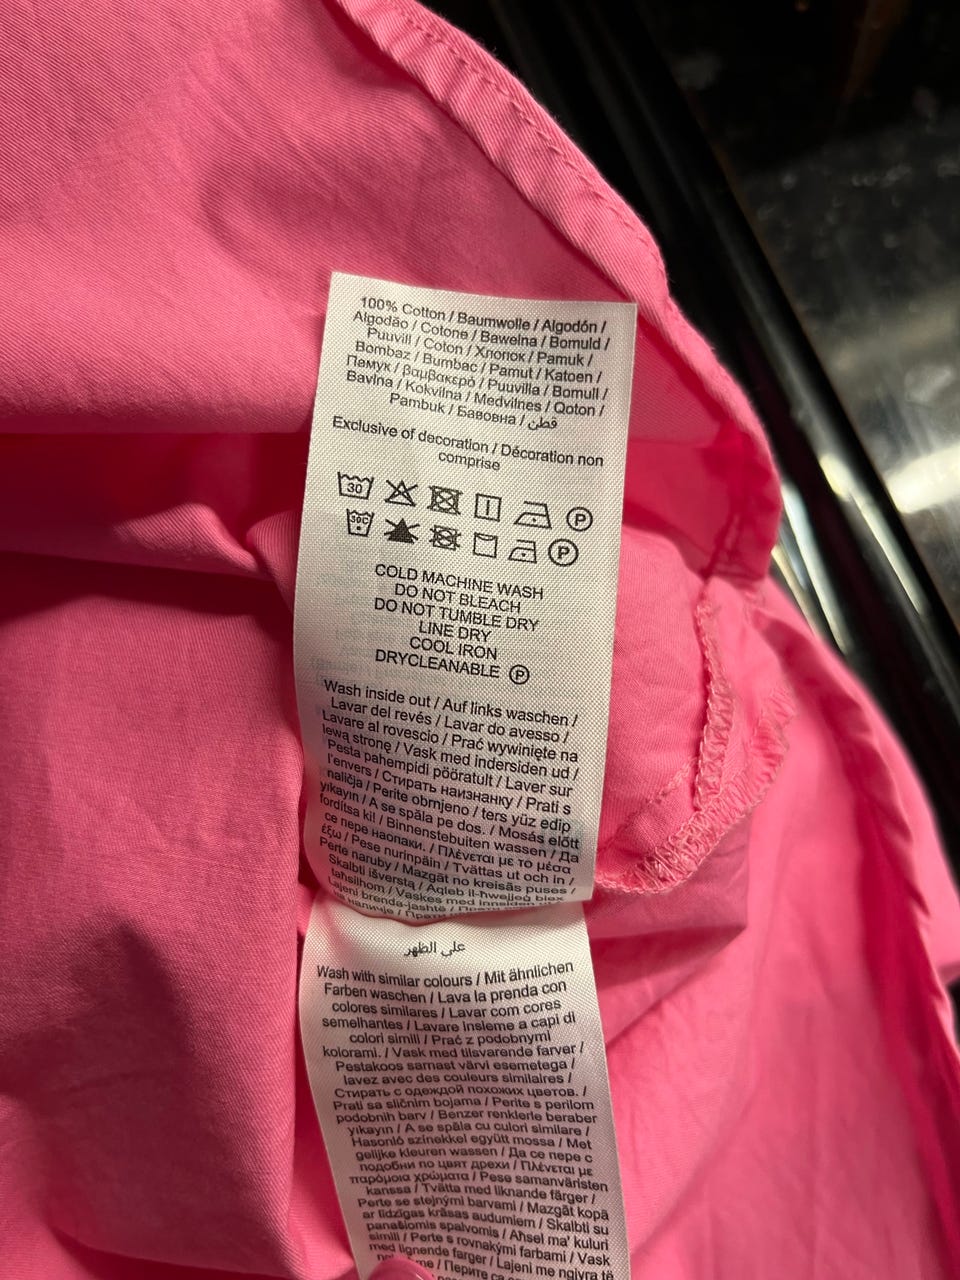 100% Cotton / Baumwolle / Algodón /
Algodão / Cotone / Bawełna / Bomuld /
Puuvill / Coton / Хлопок / Pamuk /
Bombaz / Bumbac / Pamut / Katoen /
Памук / βαμβακερό / Puuvilla / Bomull /
Bavlna / Kokvilna / Medvilnes / Qoton /
Pambuk / Бавовна / قطن
Exclusive of decoration / Décoration non
comprise
30 P
30C P
COLD MACHINE WASH
DO NOT BLEACH
DO NOT TUMBLE DRY
LINE DRY
COOL IRON
DRYCLEANABLE P
Wash inside out / Auf links waschen /
Lavar del revés / Lavar do avesso /
Lavare al rovescio / Prać wywinięte na
lewą stronę / Vask med indersiden ud /
Pesta pahempidi pööratult / Laver sur
l'envers / Стирать наизнанку / Prati s
naličja / Perite obrnjeno / ters yüz edip
yıkayın / A se spăla pe dos. / Mosás előtt
fordítsa ki! / Binnenstebuiten wassen / Да
се пере наопаки. / Πλένεται με το μέσα
έξω / Pese nurinpäin / Tvättas ut och in /
Perte naruby / Mazgāt no kreisās puses /
Skalbti išverstą / Aqleb il-ħwejjeġ biex
taħsilhom / Vaskes med innsiden ut
Lajeni brenda-jashtë /
على الظهر
Wash with similar colours / Mit ähnlichen
Farben waschen / Lava la prenda con
colores similares / Lavar com cores
semelhantes / Lavare insieme a capi di
colori simili / Prać z podobnymi
kolorami. / Vask med tilsvarende farver /
Pestakoos sarnast värvi esemetega /
lavez avec des couleurs similaires /
Стирать с одеждой похожих цветов. /
Prati sa sličnim bojama / Perite s perilom
podobnih barv / Benzer renklerle beraber
yıkayın / A se spăla cu culori similare /
Hasonló színekkel együtt mossa / Met
gelijke kleuren wassen / Да се пере с
подобни по цвят дрехи / Πλένεται με
παρόμοια χρώματα / Pese samanväristen
kanssa / Tvätta med liknande färger /
Perte se stejnými barvami / Mazgāt kopā
ar līdzīgas krāsas audumiem / Skalbti su
panašiomis spalvomis / Aħsel ma' kuluri
simili / Perte s rovnakými farbami / Vask
med lignende farger / Lajeni me ngjyra të
/ Перите са